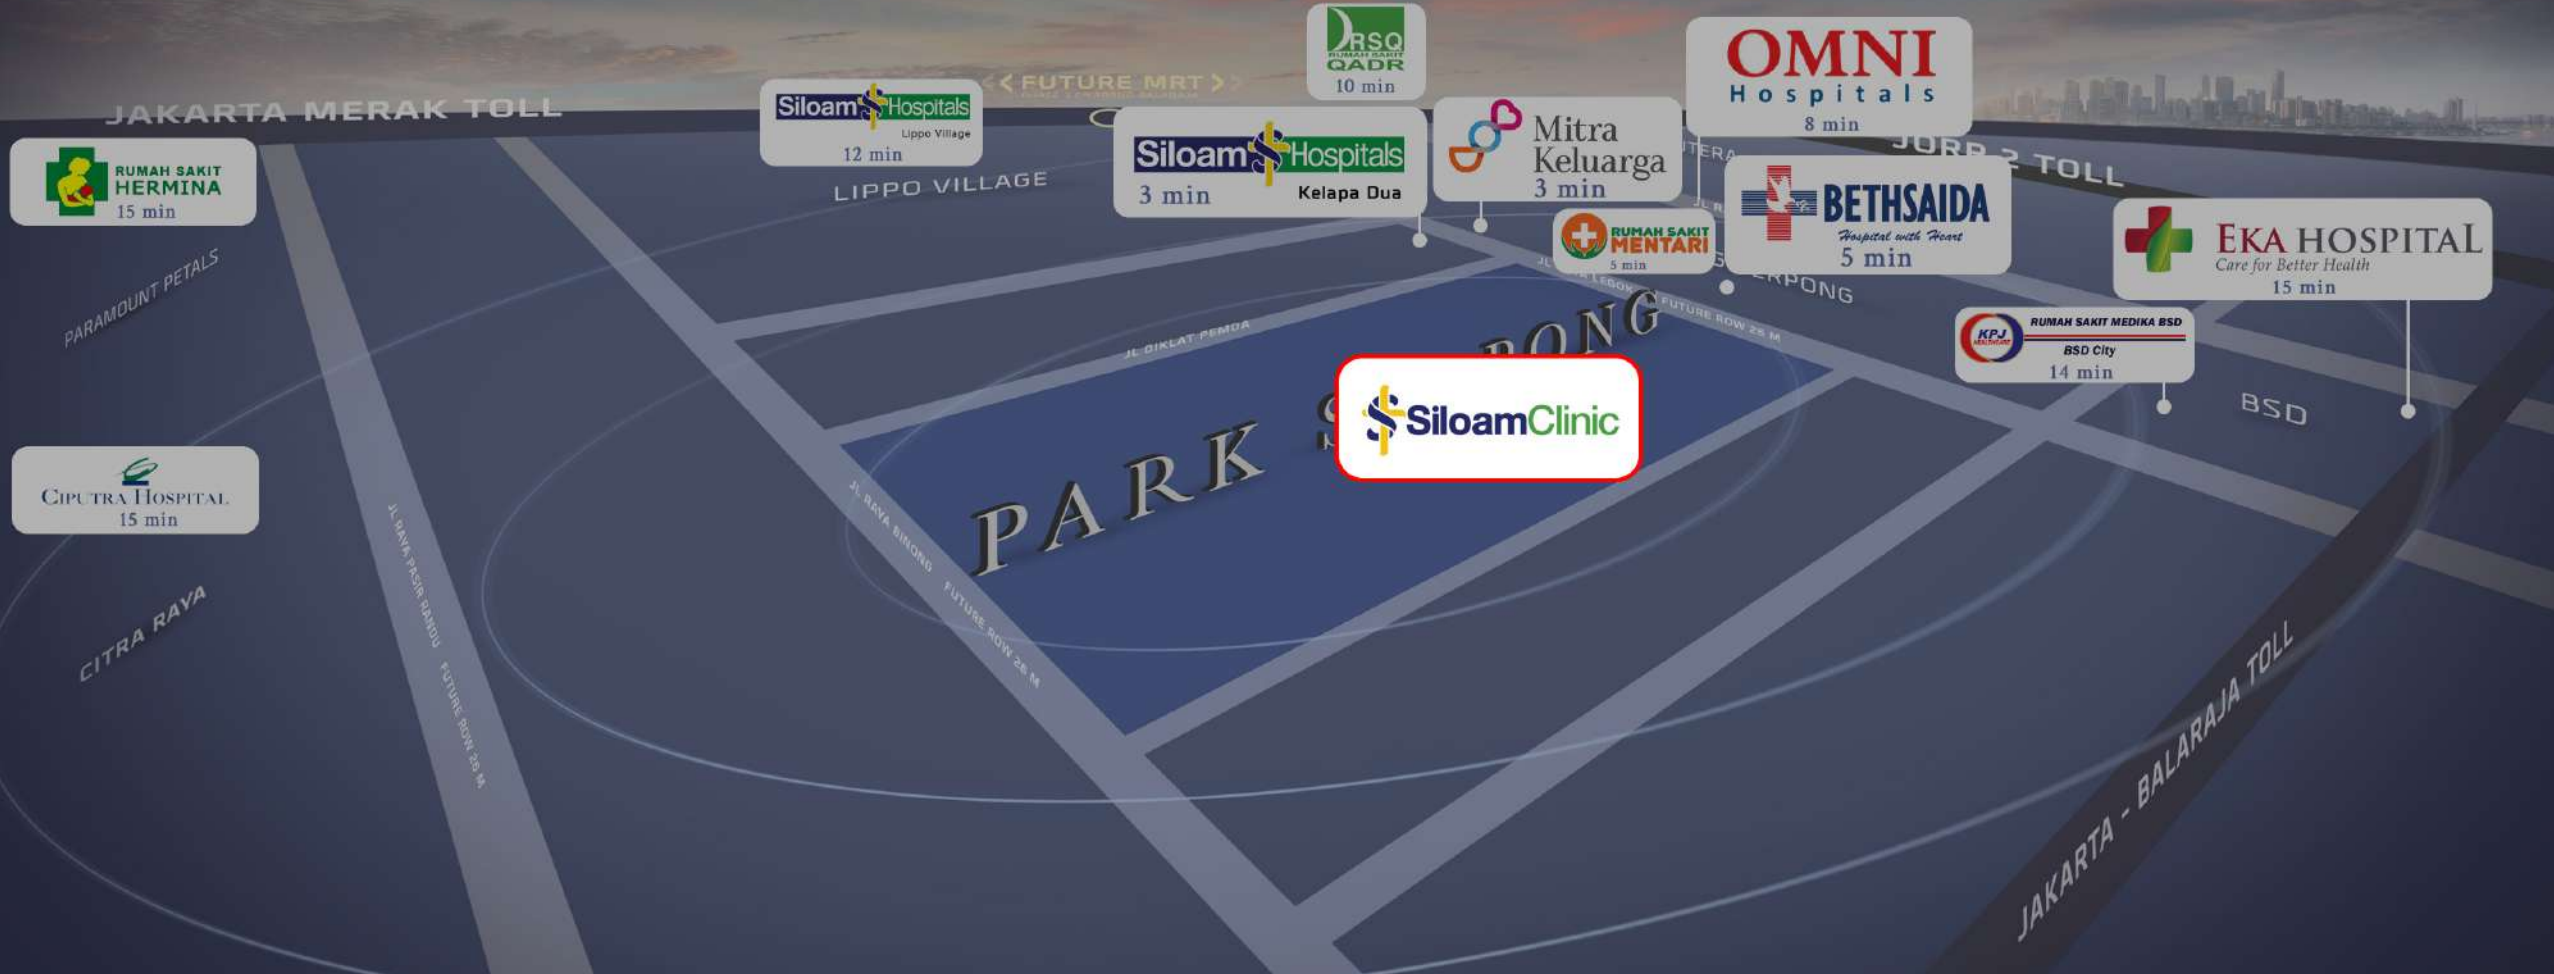 RSQ
RUMAH SAKIT
QADR
10 min
OMNI
Hospitals
8 min
<< FUTURE MRT >>
JAKARTA MERAK TOLL
Siloam Hospitals
Lippo Village
12 min
Siloam Hospitals
3 min Kelapa Dua
Mitra
Keluarga
3 min
JORR 2 TOLL
RUMAH SAKIT
HERMINA
15 min
LIPPO VILLAGE
BETHSAIDA
Hospital with Heart
5 min
RUMAH SAKIT
MENTARI
5 min
EKA HOSPITAL
Care for Better Health
15 min
PARAMOUNT PETALS
JL DIKLAT PEMDA
FUTURE ROW 26 M
KPJ
HEALTHCARE
RUMAH SAKIT MEDIKA BSD
BSD City
14 min
BSD
PARK
SiloamClinic
CIPUTRA HOSPITAL
15 min
CITRA RAYA
JL RAYA PASIR RANDU FUTURE ROW 26 M
JL RAYA BINONG FUTURE ROW 26 M
JAKARTA - BALARAJA TOLL